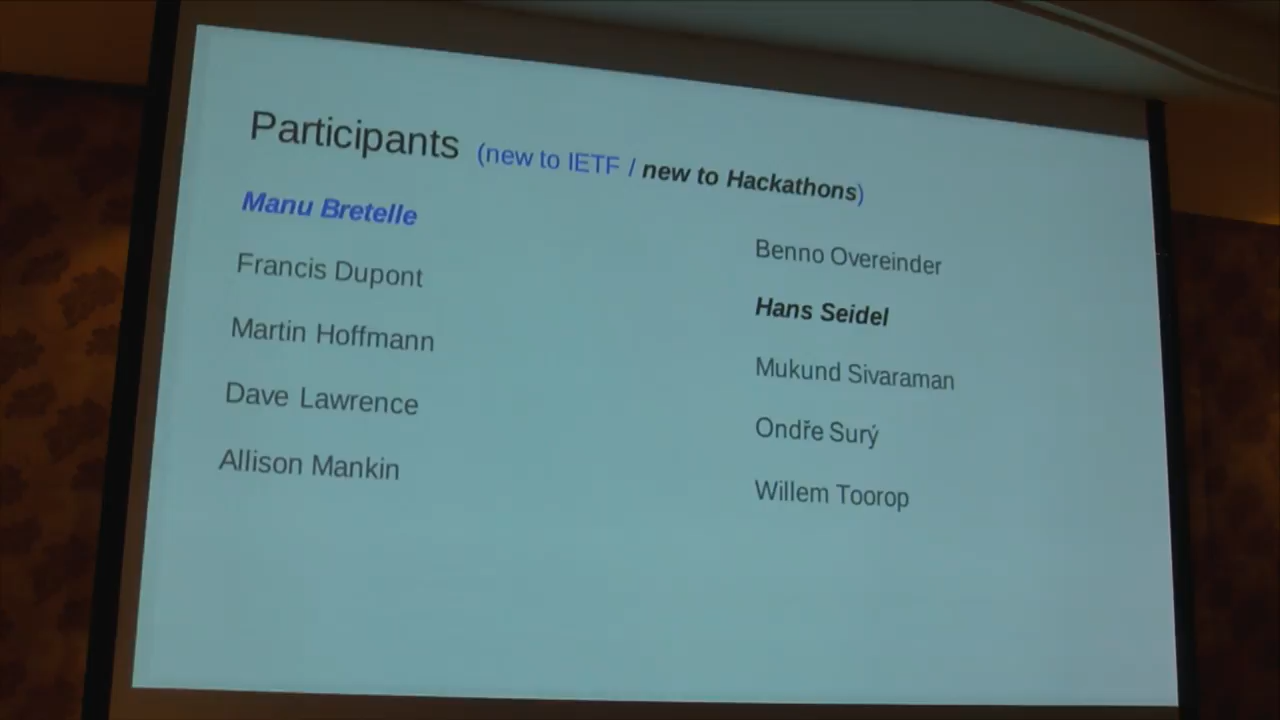 Participants (new to IETF / new to Hackathons)
Manu Bretelle
Francis Dupont
Martin Hoffmann
Dave Lawrence
Allison Mankin
Benno Overeinder
Hans Seidel
Mukund Sivaraman
Ondře Surý
Willem Toorop